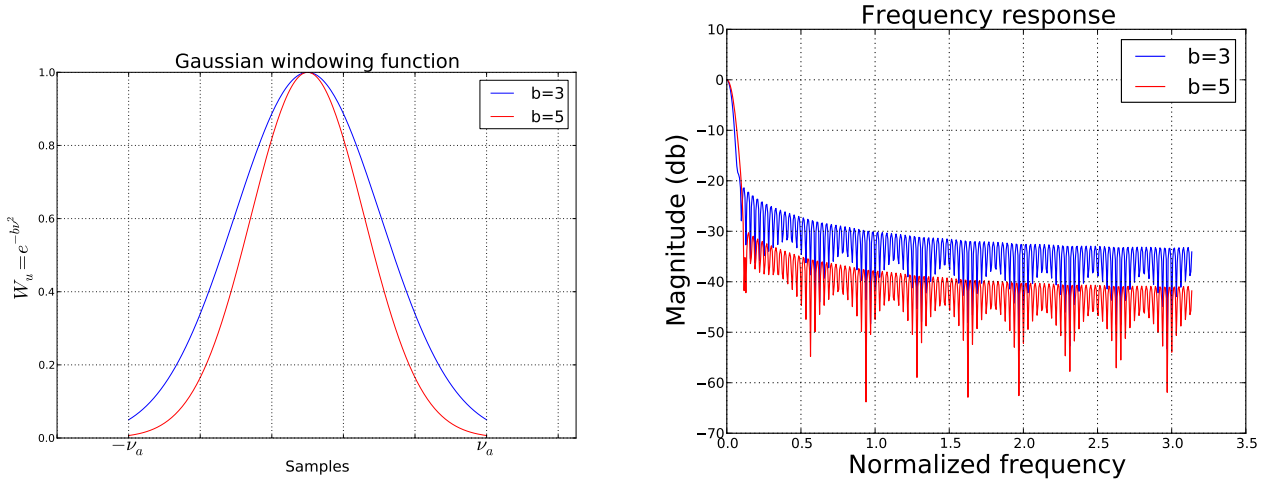 Gaussian windowing function
1.0
0.8
0.6
0.4
0.2
0.0
W_u = e^{-bν²}
b=3
b=5
−ν_a
ν_a
Samples
Frequency response
10
0
−10
−20
−30
−40
−50
−60
−70
Magnitude (db)
b=3
b=5
0.0 0.5 1.0 1.5 2.0 2.5 3.0 3.5
Normalized frequency